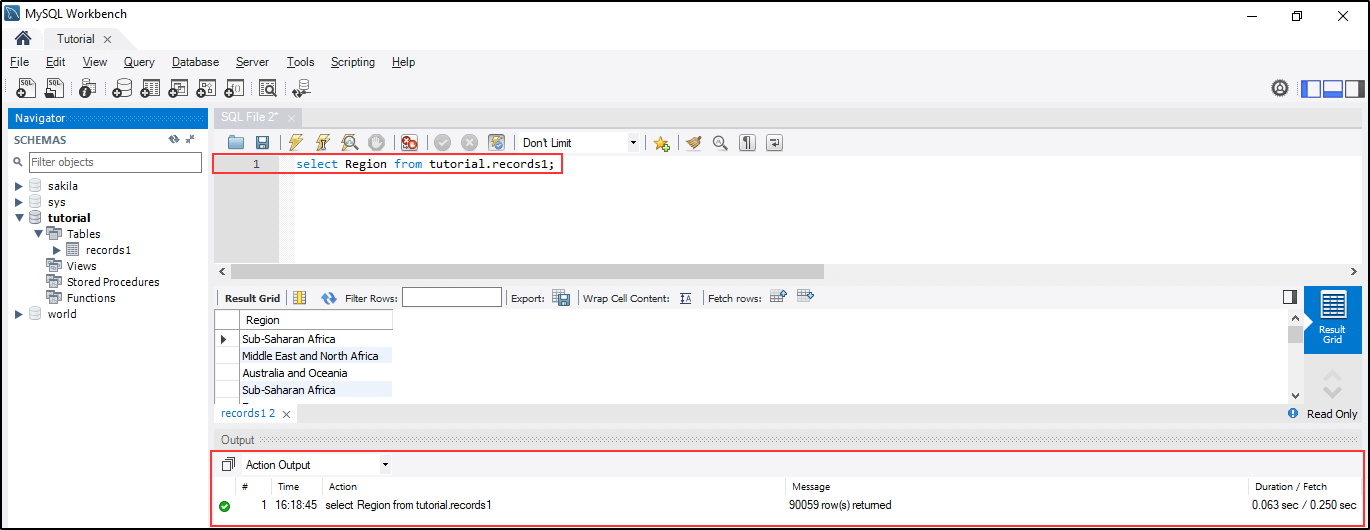 MySQL Workbench
Tutorial
File Edit View Query Database Server Tools Scripting Help
Navigator
SCHEMAS
Filter objects
sakila
sys
tutorial
Tables
records1
Views
Stored Procedures
Functions
world
SQL File 2*
Don't Limit
1 select Region from tutorial.records1;
Result Grid Filter Rows: Export: Wrap Cell Content: Fetch rows:
Region
Sub-Saharan Africa
Middle East and North Africa
Australia and Oceania
Sub-Saharan Africa
Result
Grid
records1 2
Read Only
Output
Action Output
# Time Action Message Duration / Fetch
1 16:18:45 select Region from tutorial.records1 90059 row(s) returned 0.063 sec / 0.250 sec